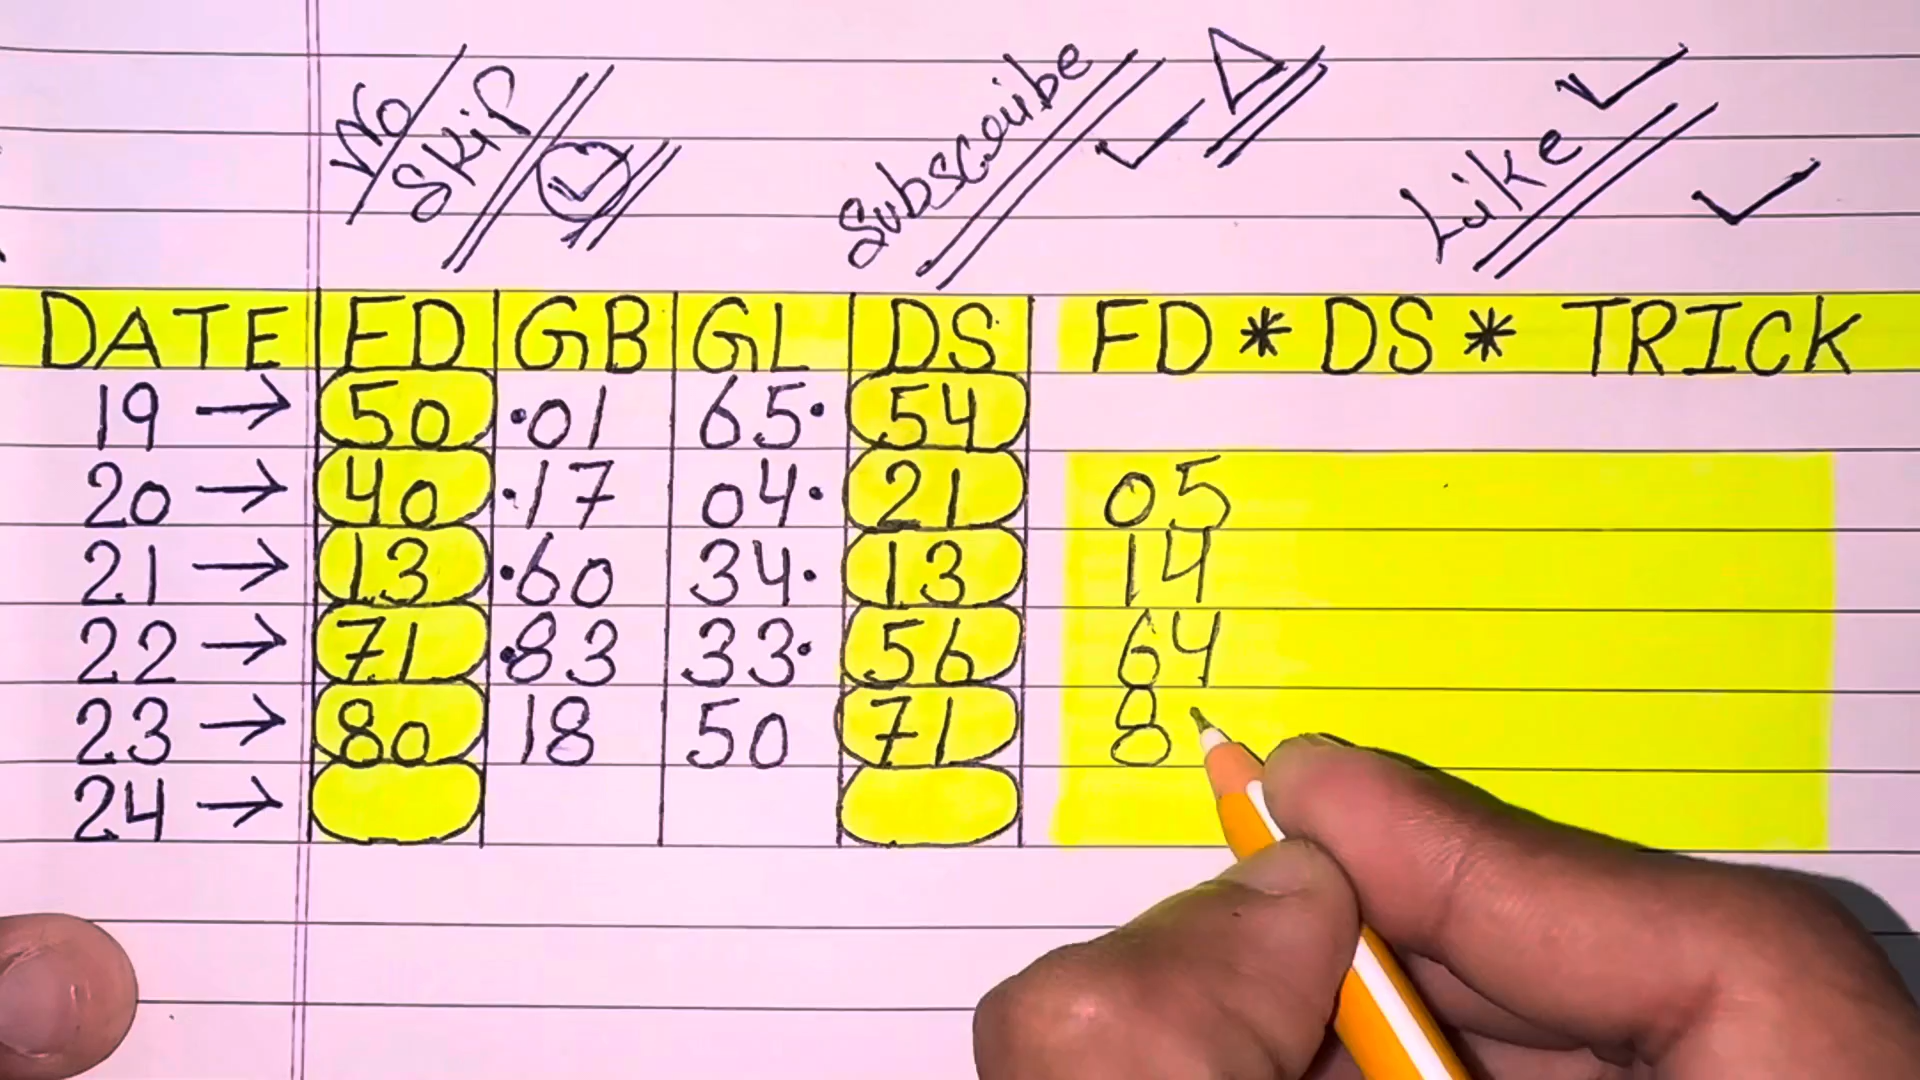 No Skip Subscribe Like
DATE FD GB GL DS FD * DS * TRICK
19 → 50 .01 65. 54
20 → 40 .17 04. 21 05
21 → 13 .60 34. 13 14
22 → 71 .83 33. 56 64
23 → 80 18 50 71 8
24 →